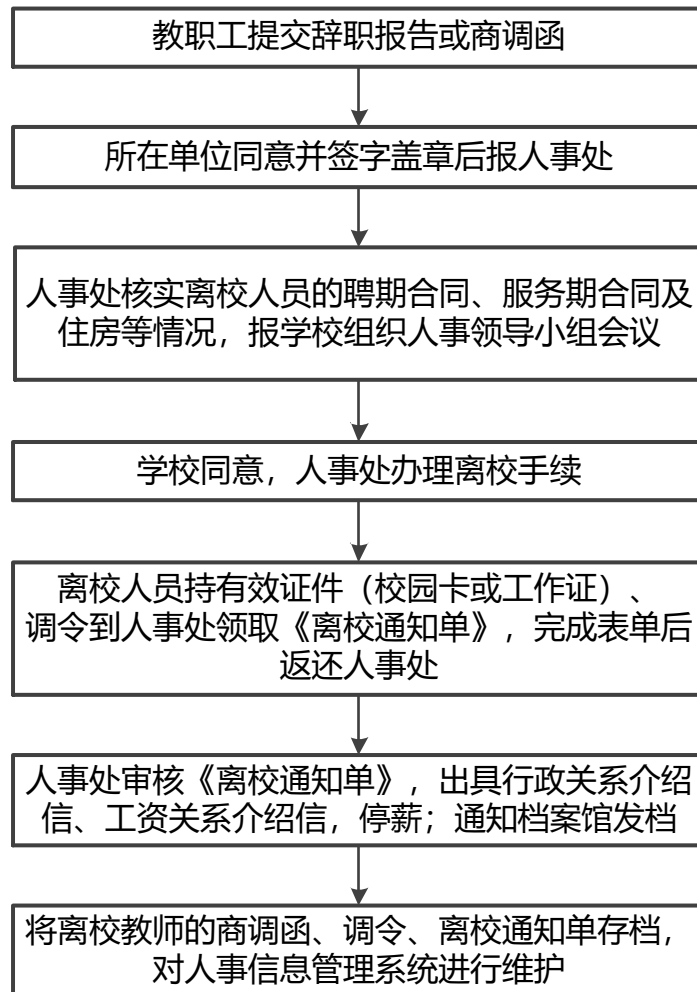 教职工提交辞职报告或商调函
所在单位同意并签字盖章后报人事处
人事处核实离校人员的聘期合同、服务期合同及
住房等情况，报学校组织人事领导小组会议
学校同意，人事处办理离校手续
离校人员持有效证件（校园卡或工作证）、
调令到人事处领取《离校通知单》，完成表单后
返还人事处
人事处审核《离校通知单》，出具行政关系介绍
信、工资关系介绍信，停薪；通知档案馆发档
将离校教师的商调函、调令、离校通知单存档，
对人事信息管理系统进行维护